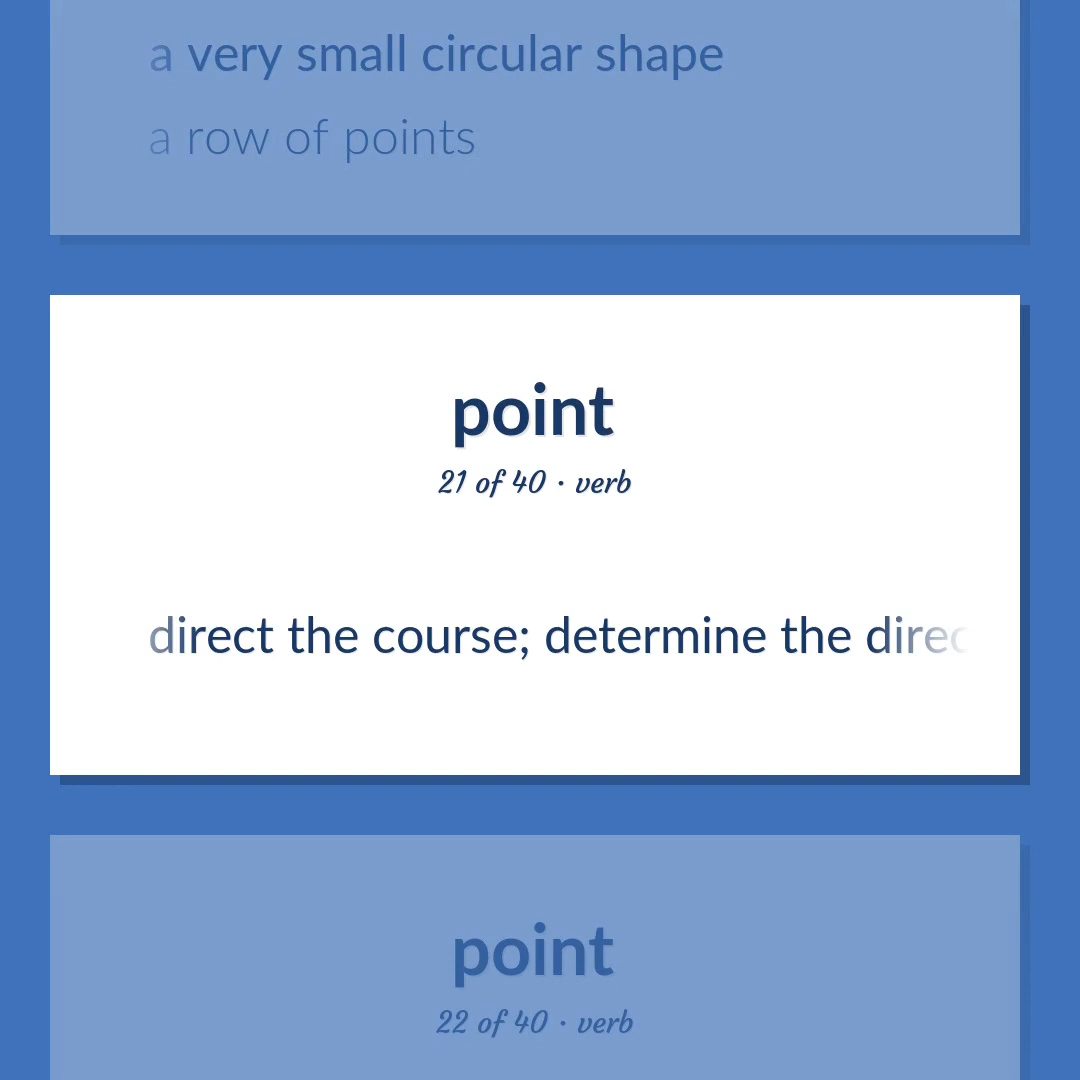 a very small circular shape
a row of points
point
21 of 40 · verb
direct the course; determine the
point
22 of 40 · verb